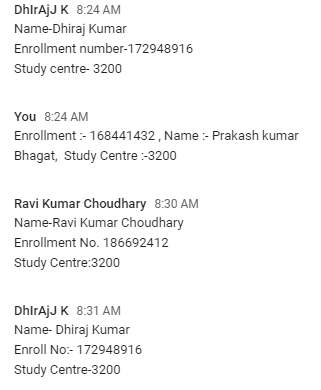 DhIrAjJ K 8:24 AM
Name-Dhiraj Kumar
Enrollment number-172948916
Study centre- 3200
You 8:24 AM
Enrollment :- 168441432 , Name :- Prakash kumar
Bhagat, Study Centre :-3200
Ravi Kumar Choudhary 8:30 AM
Name-Ravi Kumar Choudhary
Enrollment No. 186692412
Study Centre:3200
DhIrAjJ K 8:31 AM
Name- Dhiraj Kumar
Enroll No:- 172948916
Study Centre-3200